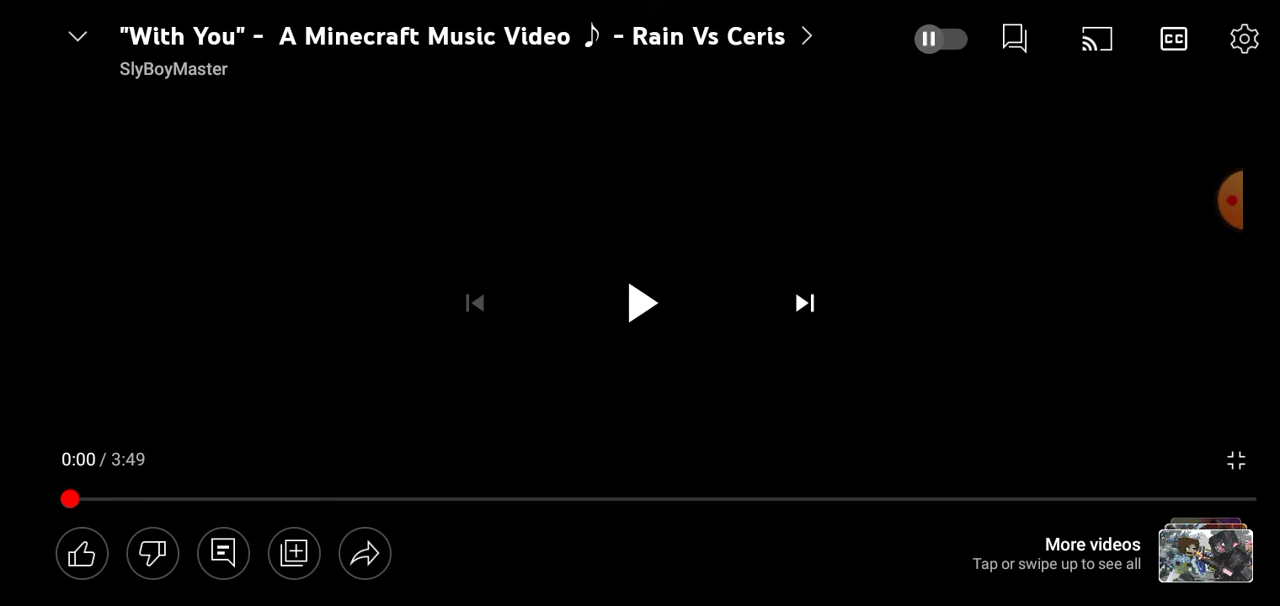 "With You" - A Minecraft Music Video ♪ - Rain Vs Ceris
SlyBoyMaster
CC
0:00 / 3:49
More videos
Tap or swipe up to see all